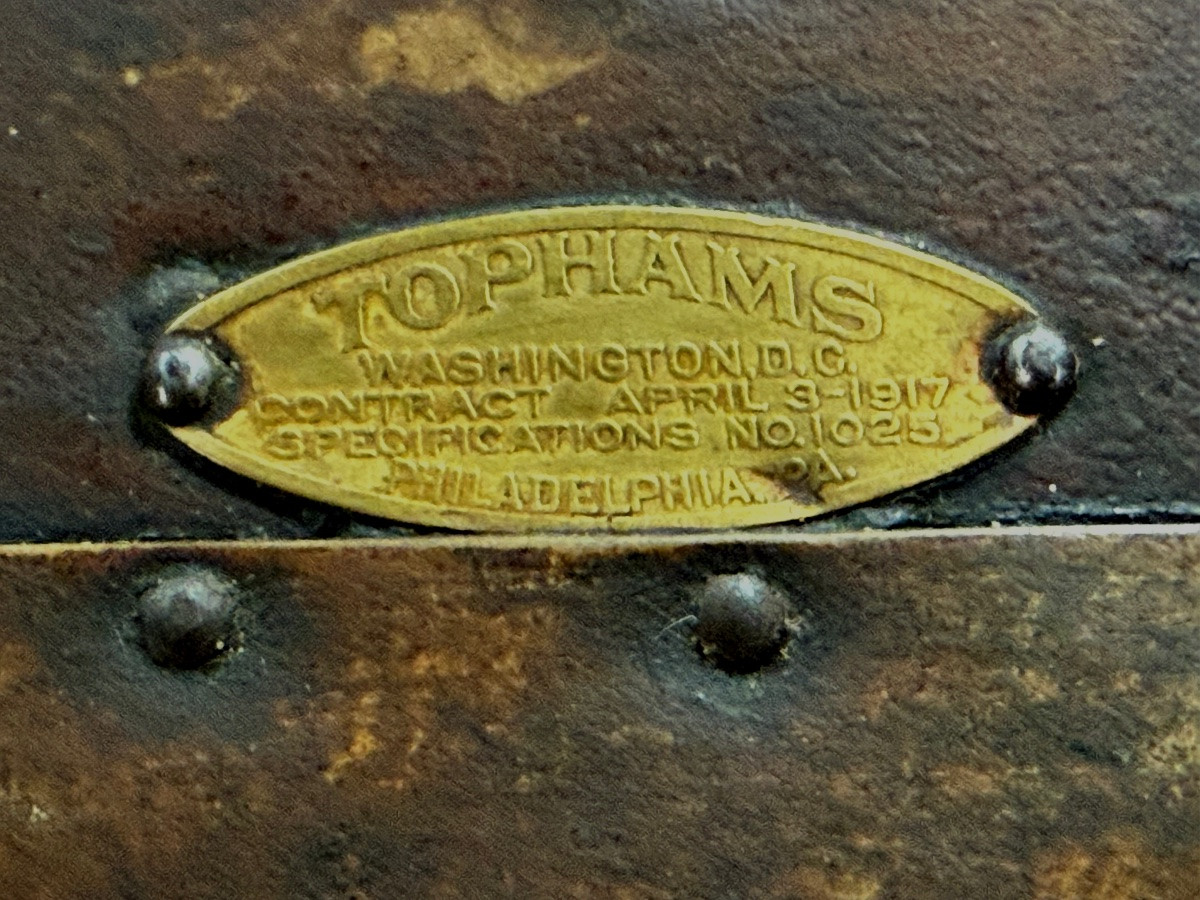 TOPHAMS
WASHINGTON, D.C.
CONTRACT APRIL 3-1917
SPECIFICATIONS NO. 1025
PHILADELPHIA. PA.